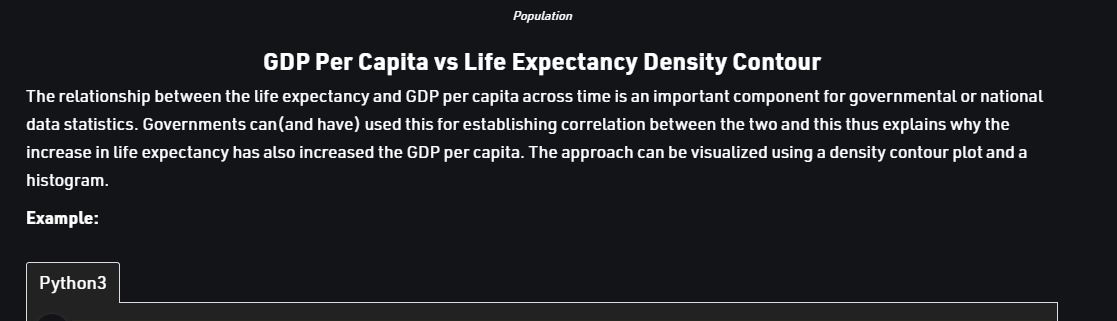 Population
GDP Per Capita vs Life Expectancy Density Contour
The relationship between the life expectancy and GDP per capita across time is an important component for governmental or national
data statistics. Governments can(and have) used this for establishing correlation between the two and this thus explains why the
increase in life expectancy has also increased the GDP per capita. The approach can be visualized using a density contour plot and a
histogram.
Example:
Python3